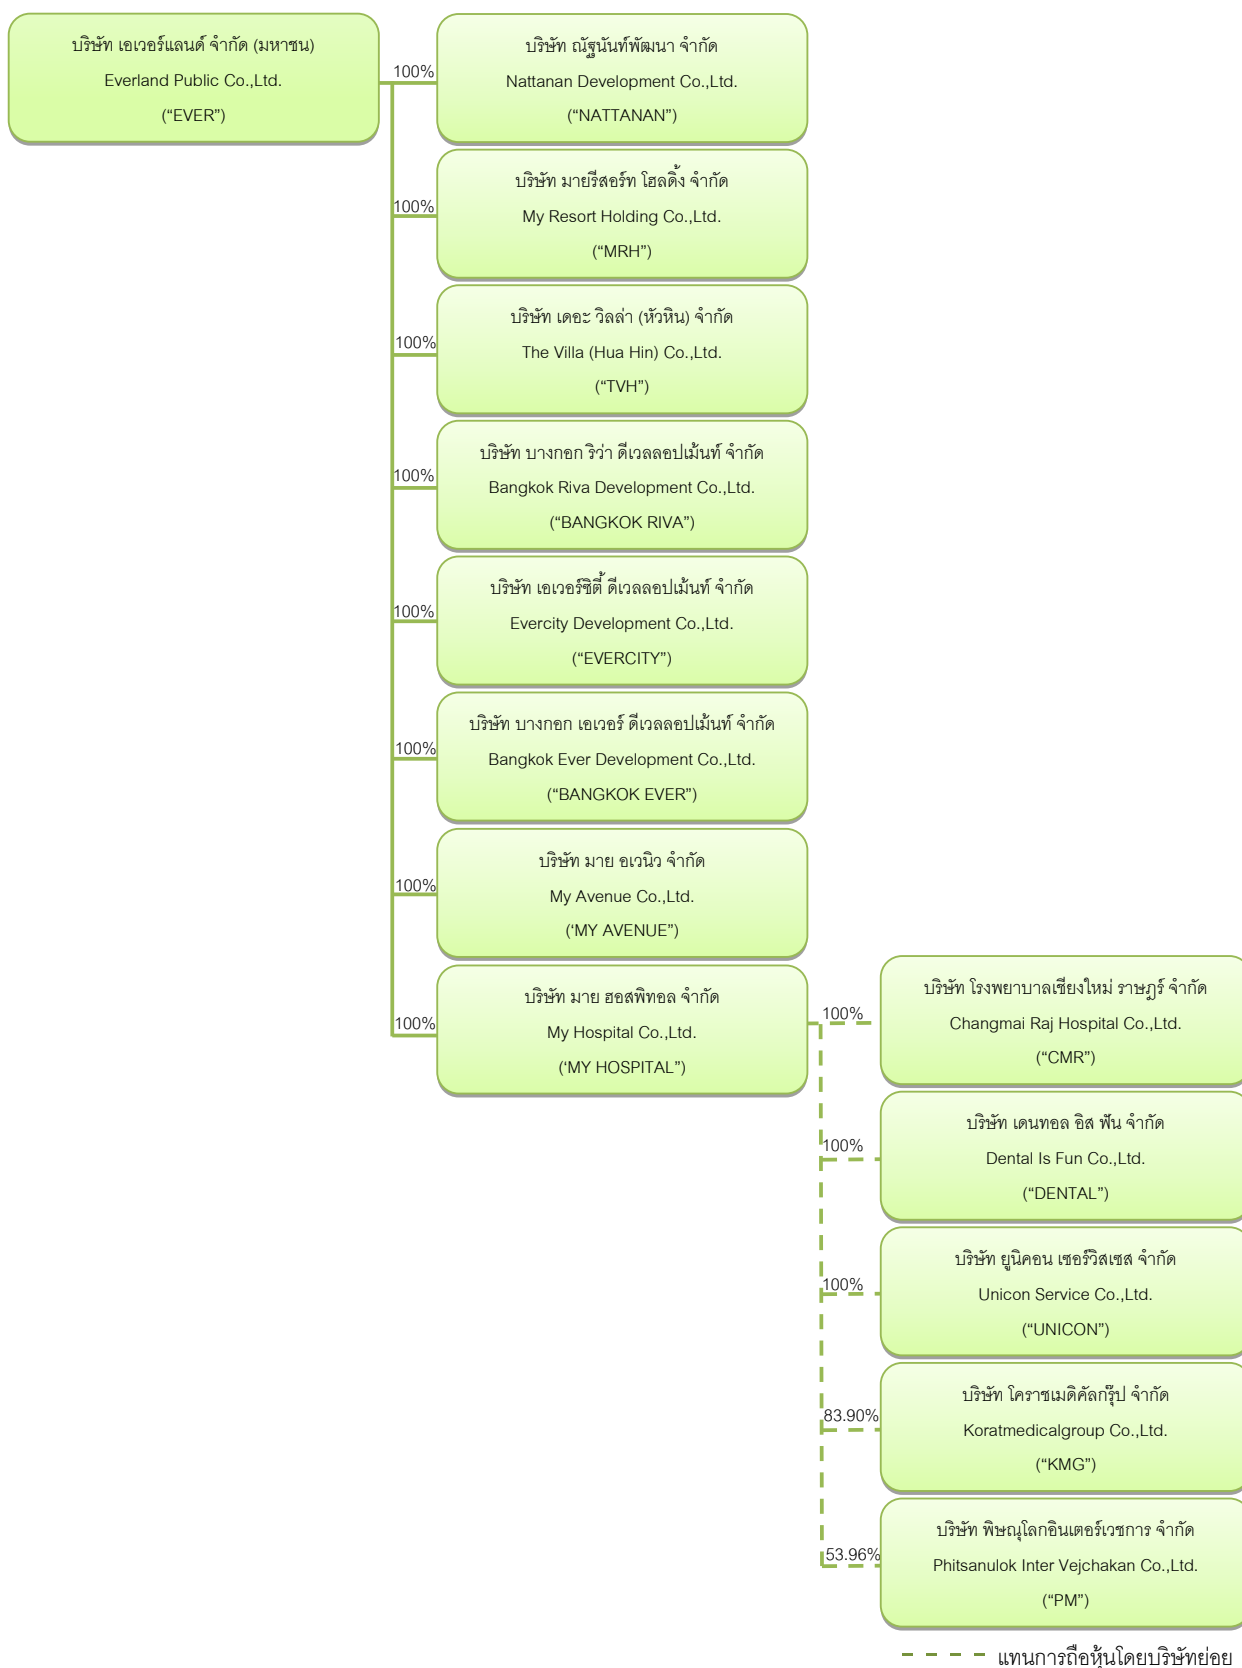 บริษัท เอเวอร์แลนด์ จำกัด (มหาชน)
Everland Public Co.,Ltd.
(“EVER”)
100%
บริษัท ณัฐนันท์พัฒนา จำกัด
Nattanan Development Co.,Ltd.
(“NATTANAN”)
100%
บริษัท มายรีสอร์ท โฮลดิ้ง จำกัด
My Resort Holding Co.,Ltd.
(“MRH”)
100%
บริษัท เดอะ วิลล่า (หัวหิน) จำกัด
The Villa (Hua Hin) Co.,Ltd.
(“TVH”)
100%
บริษัท บางกอก ริว่า ดีเวลลอปเม้นท์ จำกัด
Bangkok Riva Development Co.,Ltd.
(“BANGKOK RIVA”)
100%
บริษัท เอเวอร์ซิตี้ ดีเวลลอปเม้นท์ จำกัด
Evercity Development Co.,Ltd.
(“EVERCITY”)
100%
บริษัท บางกอก เอเวอร์ ดีเวลลอปเม้นท์ จำกัด
Bangkok Ever Development Co.,Ltd.
(“BANGKOK EVER”)
100%
บริษัท มาย อเวนิว จำกัด
My Avenue Co.,Ltd.
(‘MY AVENUE”)
100%
บริษัท มาย ฮอสพิทอล จำกัด
My Hospital Co.,Ltd.
(‘MY HOSPITAL”)
100%
บริษัท โรงพยาบาลเชียงใหม่ ราษฎร์ จำกัด
Changmai Raj Hospital Co.,Ltd.
(“CMR”)
100%
บริษัท เดนทอล อิส ฟัน จำกัด
Dental Is Fun Co.,Ltd.
(“DENTAL”)
100%
บริษัท ยูนิคอน เซอร์วิสเซส จำกัด
Unicon Service Co.,Ltd.
(“UNICON”)
83.90%
บริษัท โคราชเมดิคัลกรุ๊ป จำกัด
Koratmedicalgroup Co.,Ltd.
(“KMG”)
53.96%
บริษัท พิษณุโลกอินเตอร์เวชการ จำกัด
Phitsanulok Inter Vejchakan Co.,Ltd.
(“PM”)
แทนการถือหุ้นโดยบริษัทย่อย